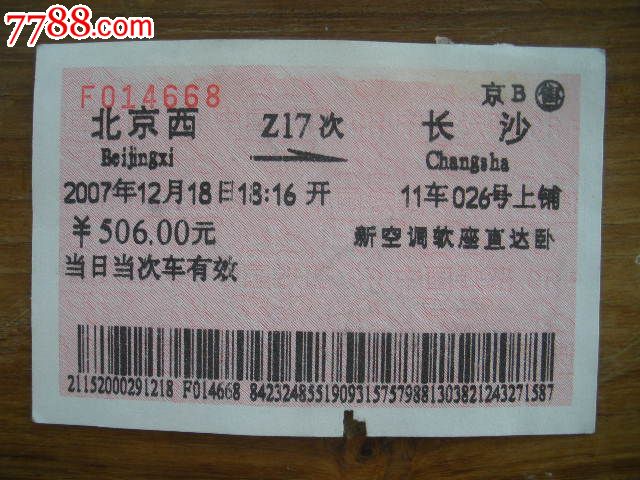 7788.com
F014668 京B 售
北京西 Z17次 长沙
Beijingxi Changsha
2007年12月18日18:16开 11车026号上铺
￥506.00元 新空调软座直达卧
当日当次车有效
21152000291218 F014668 84232485519093157579881303821243271587